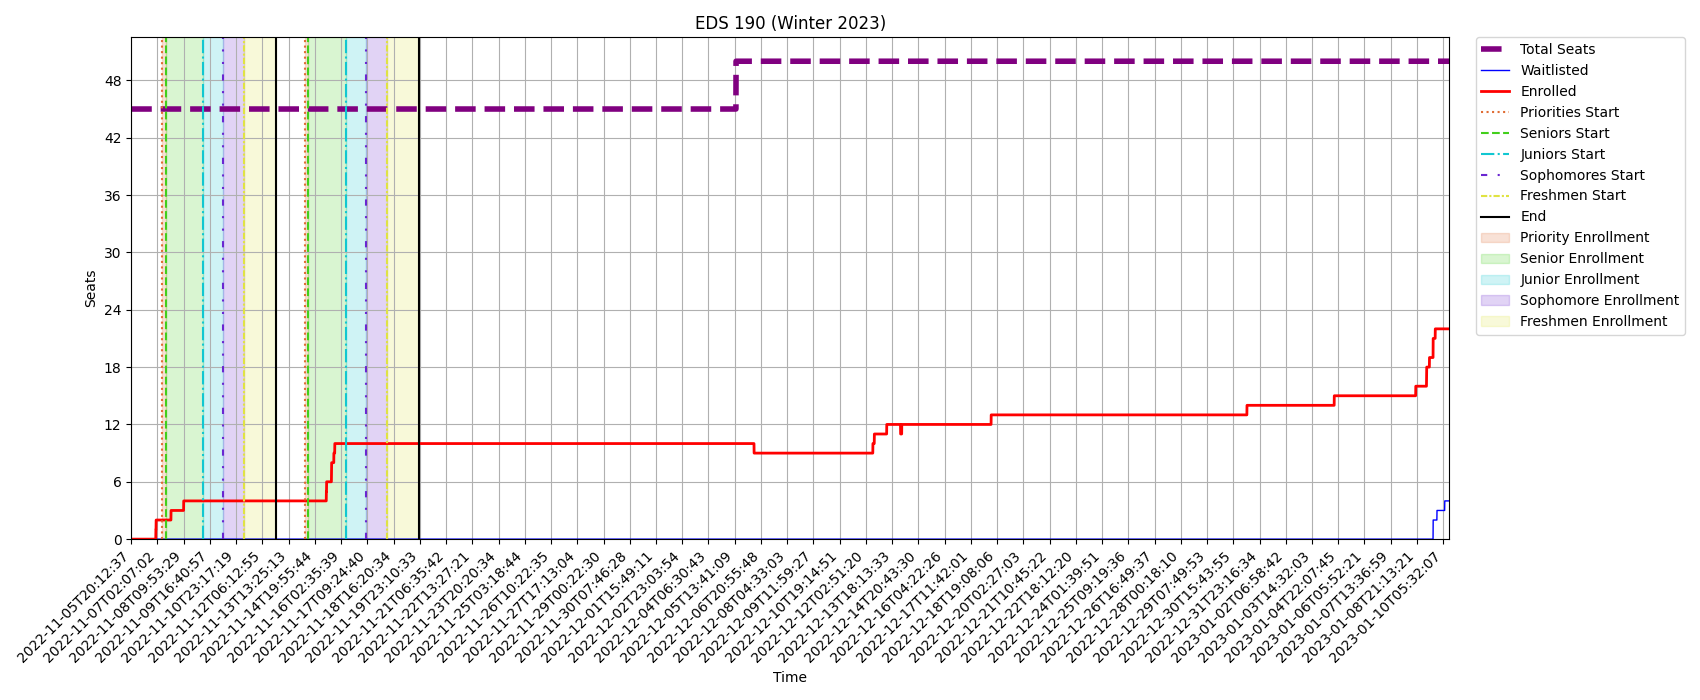 EDS 190 (Winter 2023)
Seats
48
42
36
30
24
18
12
6
0
2022-11-05T20:12:37
2022-11-07T02:07:02
2022-11-08T09:53:29
2022-11-09T16:40:57
2022-11-10T23:17:19
2022-11-12T06:12:55
2022-11-13T13:25:13
2022-11-14T19:55:44
2022-11-16T02:35:39
2022-11-17T09:24:40
2022-11-18T16:20:34
2022-11-19T23:10:33
2022-11-21T06:35:42
2022-11-22T13:27:21
2022-11-23T20:20:34
2022-11-25T03:18:44
2022-11-26T10:22:35
2022-11-27T17:13:04
2022-11-29T00:22:30
2022-11-30T07:46:28
2022-12-01T15:49:11
2022-12-02T23:03:54
2022-12-04T06:30:43
2022-12-05T13:41:09
2022-12-06T20:55:48
2022-12-08T04:33:03
2022-12-09T11:59:27
2022-12-10T19:14:51
2022-12-12T02:51:20
2022-12-13T18:13:33
2022-12-14T20:43:30
2022-12-16T04:22:26
2022-12-17T11:42:01
2022-12-18T19:08:06
2022-12-20T02:27:03
2022-12-21T10:45:22
2022-12-22T18:12:20
2022-12-24T01:39:51
2022-12-25T09:19:36
2022-12-26T16:49:37
2022-12-28T00:18:10
2022-12-29T07:49:53
2022-12-30T15:43:55
2022-12-31T23:16:34
2023-01-02T06:58:42
2023-01-03T14:32:03
2023-01-04T22:07:45
2023-01-06T05:52:21
2023-01-07T13:36:59
2023-01-08T21:13:21
2023-01-10T05:32:07
Time
Total Seats
Waitlisted
Enrolled
Priorities Start
Seniors Start
Juniors Start
Sophomores Start
Freshmen Start
End
Priority Enrollment
Senior Enrollment
Junior Enrollment
Sophomore Enrollment
Freshmen Enrollment